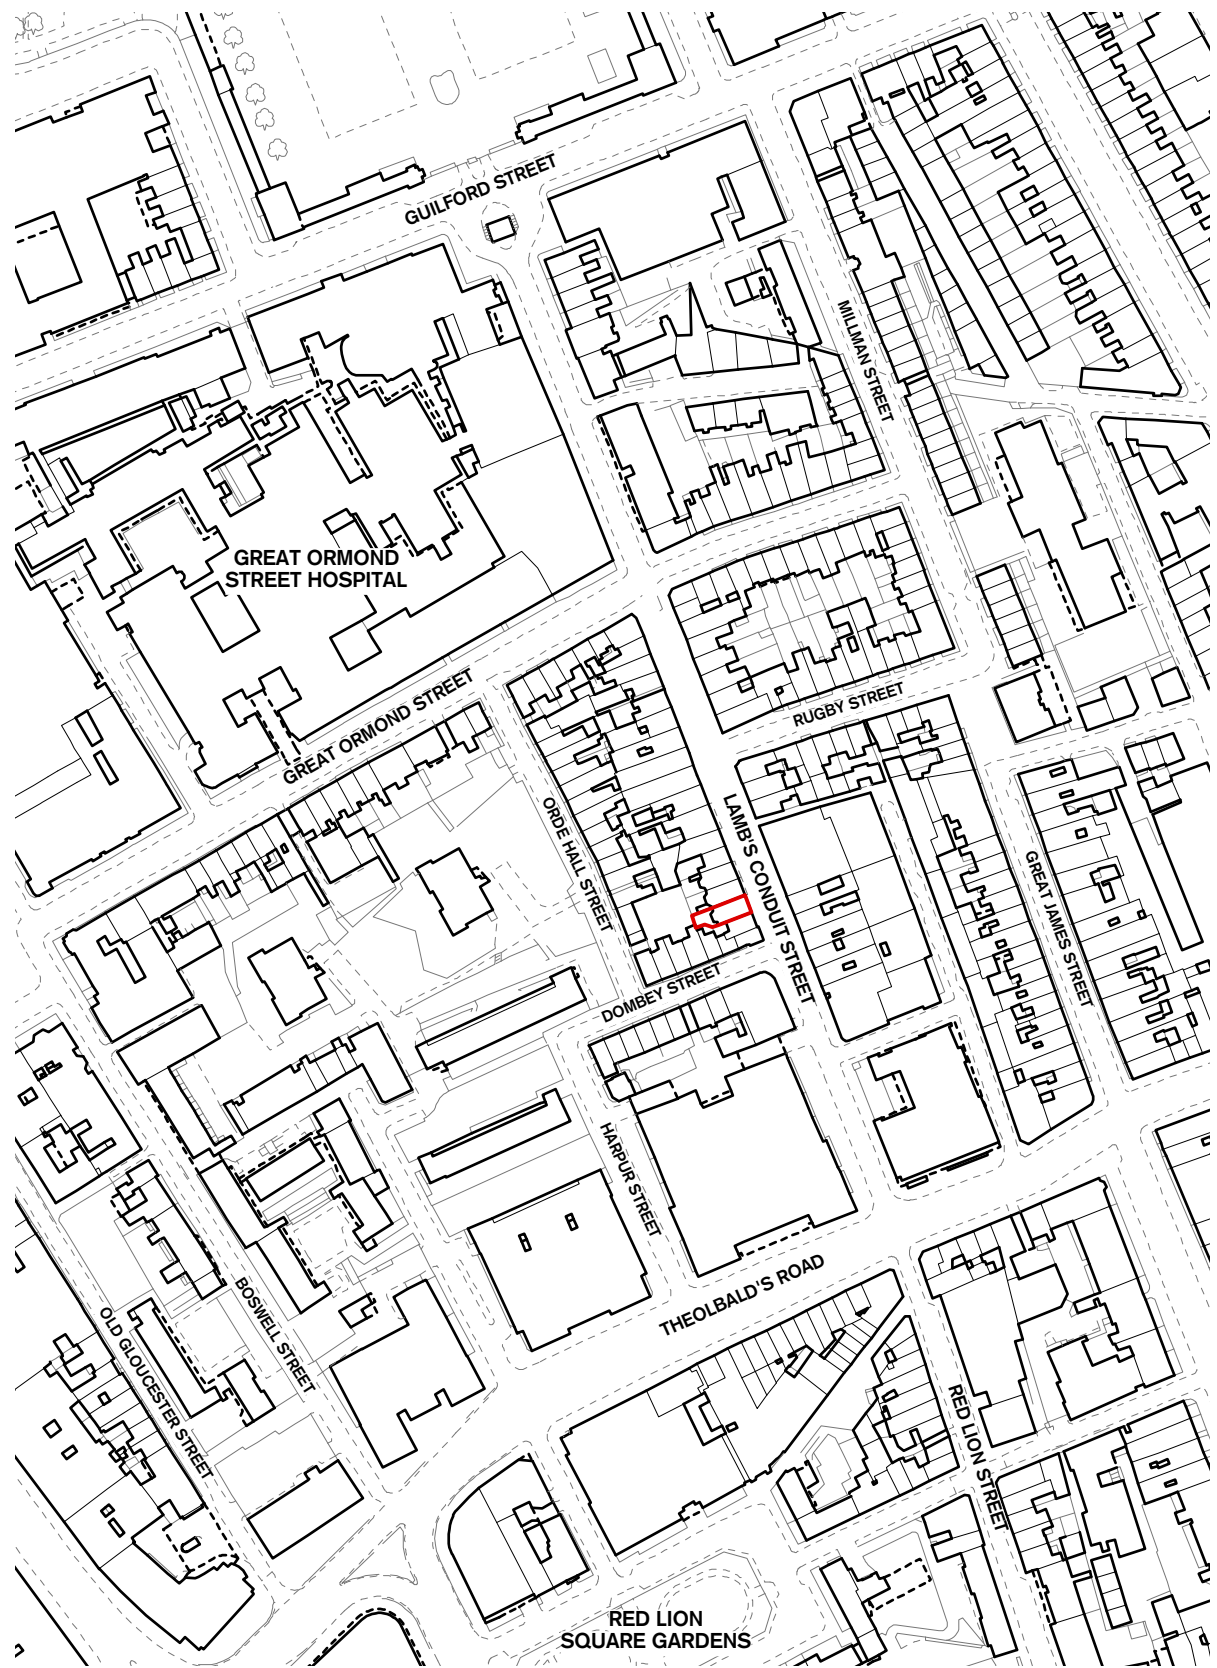 GUILFORD STREET
MILLMAN STREET
GREAT ORMOND
STREET HOSPITAL
GREAT ORMOND STREET
RUGBY STREET
ORDE HALL STREET
LAMB'S CONDUIT STREET
GREAT JAMES STREET
DOMBEY STREET
HARPUR STREET
THEOLBALD'S ROAD
BOSWELL STREET
OLD GLOUCESTER STREET
RED LION STREET
RED LION
SQUARE GARDENS